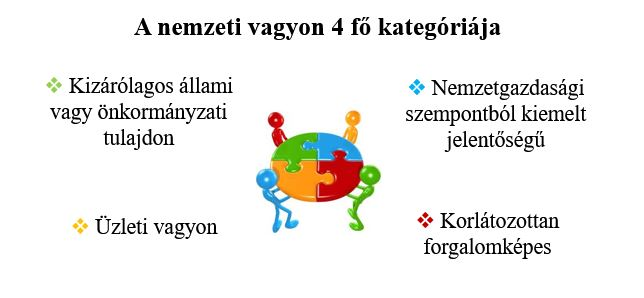 A nemzeti vagyon 4 fő kategóriája
❖ Kizárólagos állami
vagy önkormányzati
tulajdon
❖ Nemzetgazdasági
szempontból kiemelt
jelentőségű
❖ Üzleti vagyon
❖ Korlátozottan
forgalomképes